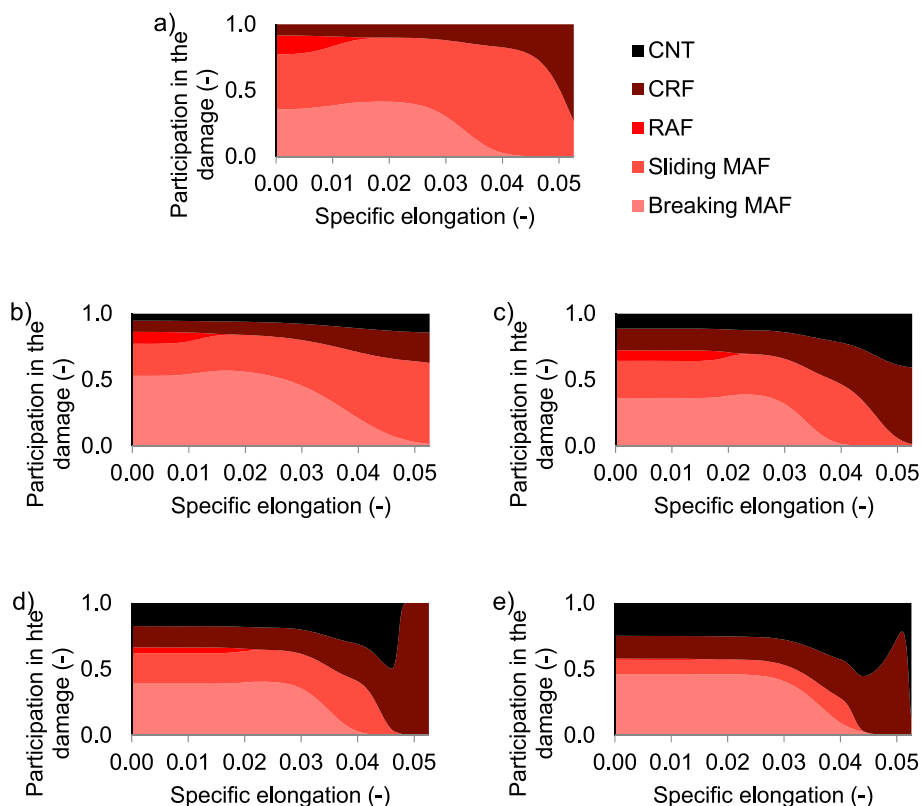 a)
Participation in the
damage (-)
1.0
0.5
0.0
0.00 0.01 0.02 0.03 0.04 0.05
Specific elongation (-)
CNT
CRF
RAF
Sliding MAF
Breaking MAF
b)
Participation in the
damage (-)
1.0
0.5
0.0
0.00 0.01 0.02 0.03 0.04 0.05
Specific elongation (-)
c)
Participation in hte
damage (-)
1.0
0.5
0.0
0.00 0.01 0.02 0.03 0.04 0.05
Specific elongation (-)
d)
Participation in hte
damage (-)
1.0
0.5
0.0
0.00 0.01 0.02 0.03 0.04 0.05
Specific elongation (-)
e)
Participation in the
damage (-)
1.0
0.5
0.0
0.00 0.01 0.02 0.03 0.04 0.05
Specific elongation (-)